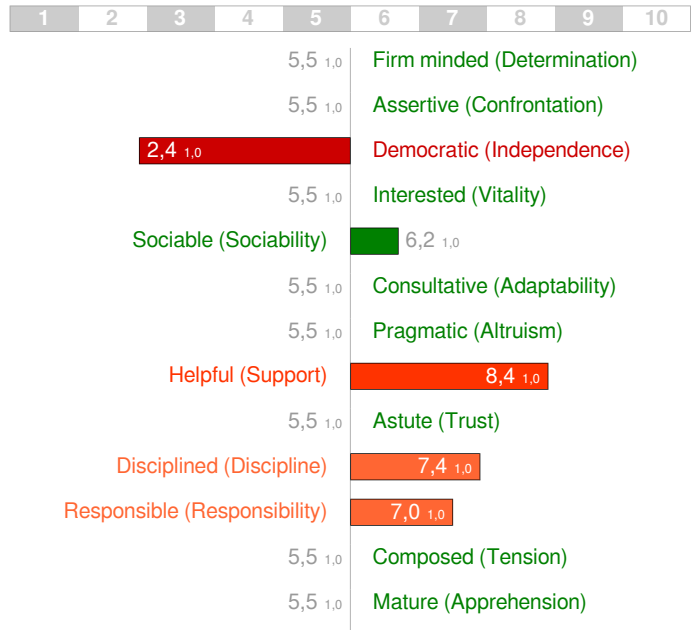 1 2 3 4 5 6 7 8 9 10
5,5 1,0 Firm minded (Determination)
5,5 1,0 Assertive (Confrontation)
2,4 1,0 Democratic (Independence)
5,5 1,0 Interested (Vitality)
Sociable (Sociability) 6,2 1,0
5,5 1,0 Consultative (Adaptability)
5,5 1,0 Pragmatic (Altruism)
Helpful (Support) 8,4 1,0
5,5 1,0 Astute (Trust)
Disciplined (Discipline) 7,4 1,0
Responsible (Responsibility) 7,0 1,0
5,5 1,0 Composed (Tension)
5,5 1,0 Mature (Apprehension)